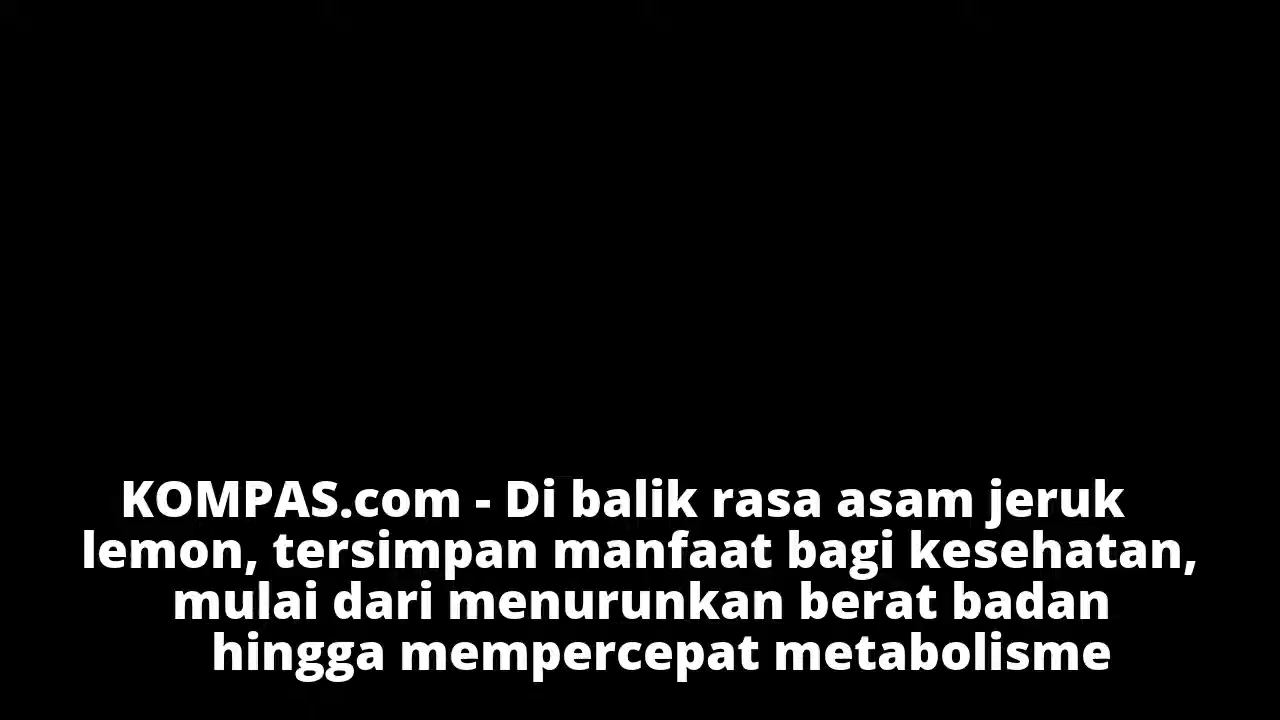 KOMPAS.com - Di balik rasa asam jeruk
lemon, tersimpan manfaat bagi kesehatan,
mulai dari menurunkan berat badan
hingga mempercepat metabolisme